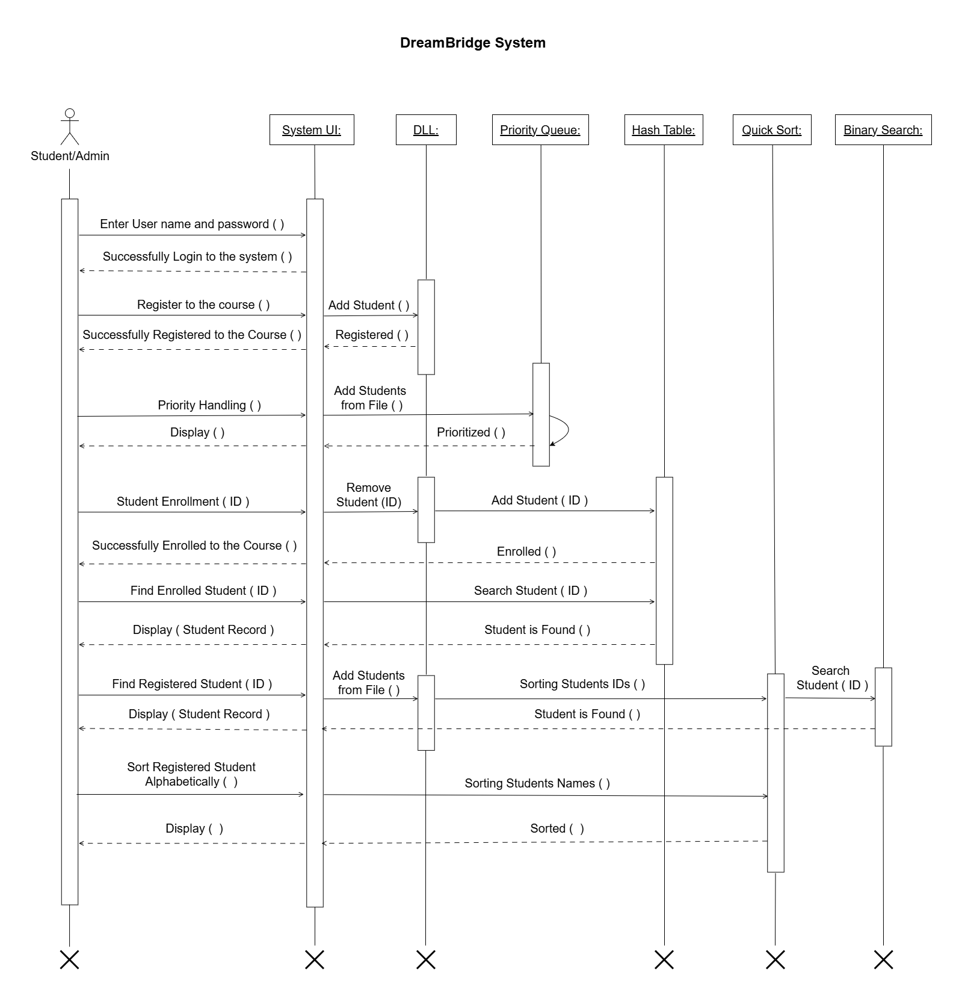 DreamBridge System
Student/Admin
System UI:
DLL:
Priority Queue:
Hash Table:
Quick Sort:
Binary Search:
Enter User name and password ( )
Successfully Login to the system ( )
Register to the course ( )
Add Student ( )
Successfully Registered to the Course ( )
Registered ( )
Priority Handling ( )
Add Students
from File ( )
Display ( )
Prioritized ( )
Student Enrollment ( ID )
Remove
Student (ID)
Add Student ( ID )
Successfully Enrolled to the Course ( )
Enrolled ( )
Find Enrolled Student ( ID )
Search Student ( ID )
Display ( Student Record )
Student is Found ( )
Find Registered Student ( ID )
Add Students
from File ( )
Sorting Students IDs ( )
Search
Student ( ID )
Display ( Student Record )
Student is Found ( )
Sort Registered Student
Alphabetically (  )
Sorting Students Names ( )
Display (  )
Sorted (  )